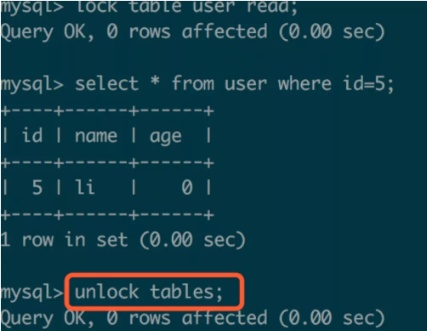 mysql> lock table user read;
Query OK, 0 rows affected (0.00 sec)
mysql> select * from user where id=5;
+----+------+------+
| id | name | age  |
+----+------+------+
|  5 | li   |    0 |
+----+------+------+
1 row in set (0.00 sec)
mysql> unlock tables;
Query OK, 0 rows affected (0.00 sec)